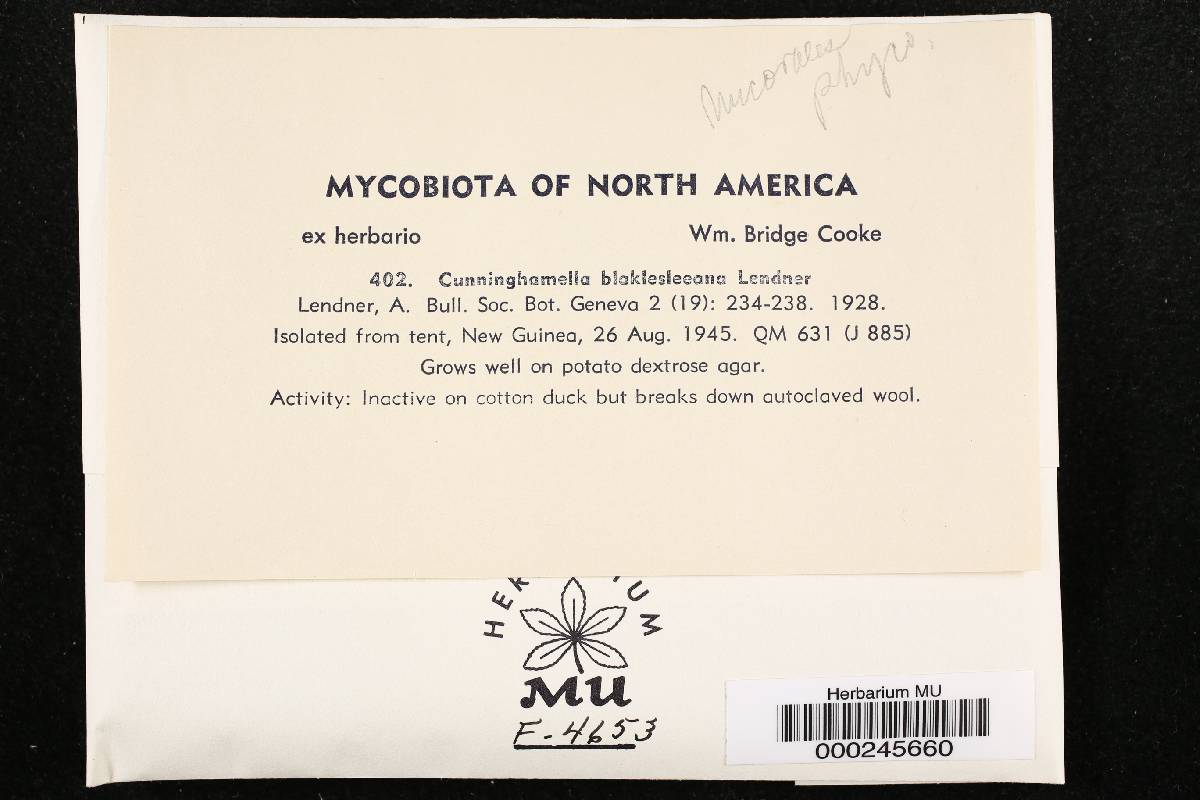 Mucorales
phyco.
MYCOBIOTA OF NORTH AMERICA
ex herbario Wm. Bridge Cooke
402. Cunninghamella blaklesleeana Lendner
Lendner, A. Bull. Soc. Bot. Geneva 2 (19): 234-238. 1928.
Isolated from tent, New Guinea, 26 Aug. 1945. QM 631 (J 885)
Grows well on potato dextrose agar.
Activity: Inactive on cotton duck but breaks down autoclaved wool.
MU
F-4653
Herbarium MU
000245660